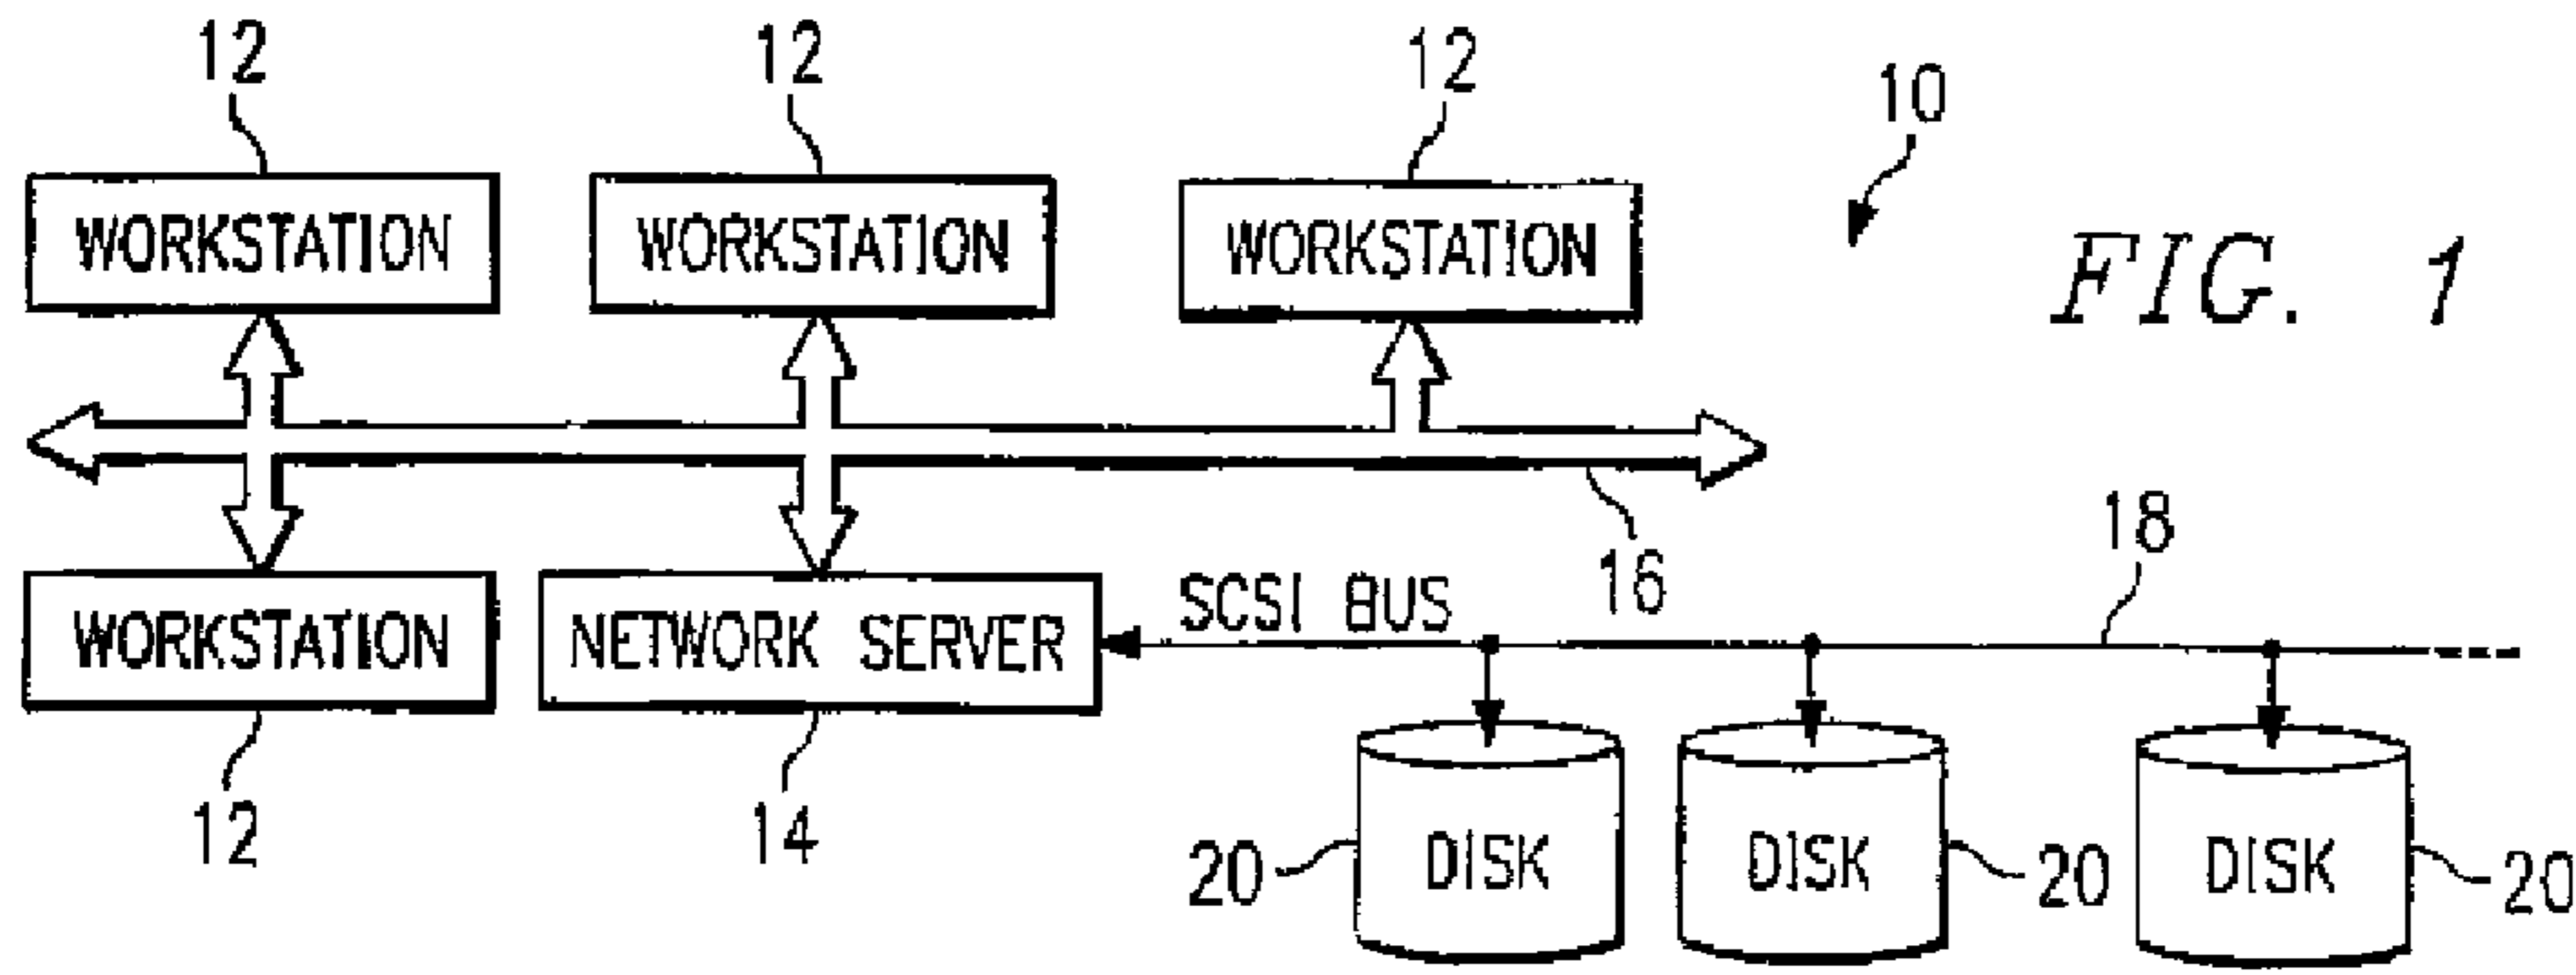 12 12 12 10
WORKSTATION WORKSTATION WORKSTATION
FIG. 1
16 18
SCSI BUS
WORKSTATION NETWORK SERVER
12 14
20 DISK DISK 20 DISK 20